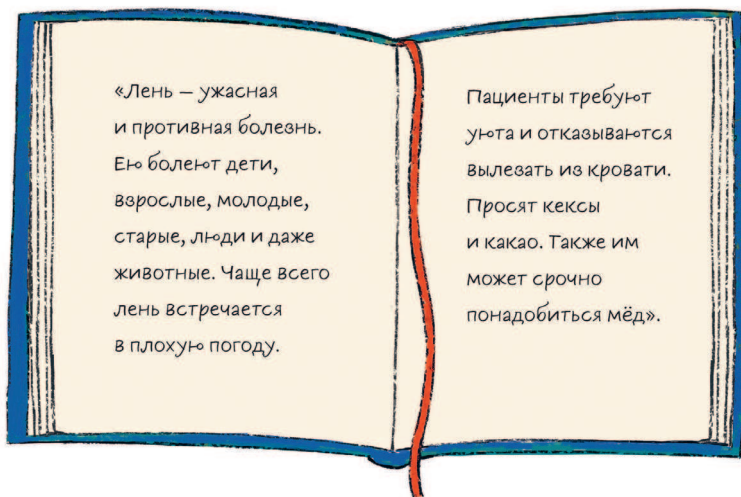 «Лень – ужасная
и противная болезнь.
Ею болеют дети,
взрослые, молодые,
старые, люди и даже
животные. Чаще всего
лень встречается
в плохую погоду.
Пациенты требуют
уюта и отказываются
вылезать из кровати.
Просят кексы
и какао. Также им
может срочно
понадобиться мёд».